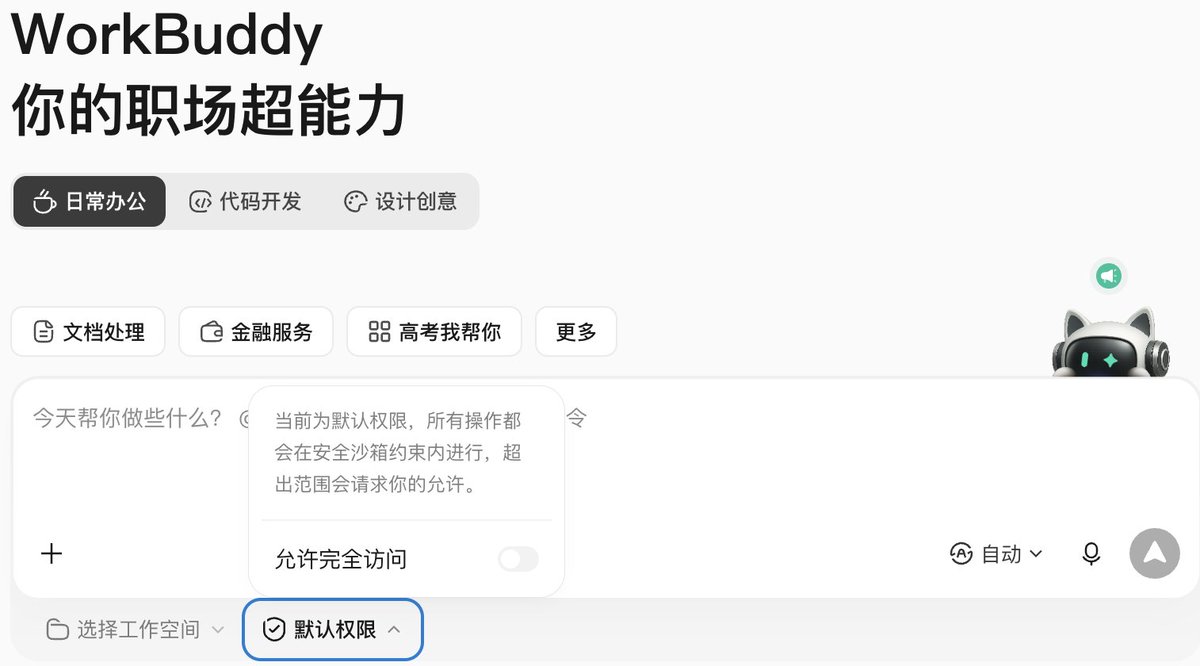 WorkBuddy
你的职场超能力
日常办公 代码开发 设计创意
文档处理 金融服务 高考我帮你 更多
今天帮你做些什么？ 令
当前为默认权限，所有操作都
会在安全沙箱约束内进行，超
出范围会请求你的允许。
允许完全访问
自动
选择工作空间 默认权限